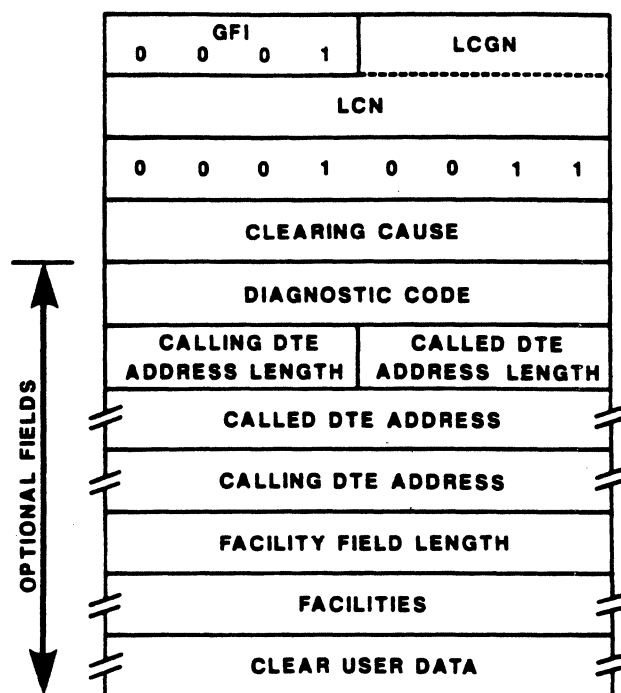 GFI LCGN
0 0 0 1
LCN
0 0 0 1 0 0 1 1
CLEARING CAUSE
DIAGNOSTIC CODE
CALLING DTE CALLED DTE
ADDRESS LENGTH ADDRESS LENGTH
CALLED DTE ADDRESS
CALLING DTE ADDRESS
FACILITY FIELD LENGTH
FACILITIES
CLEAR USER DATA
OPTIONAL FIELDS